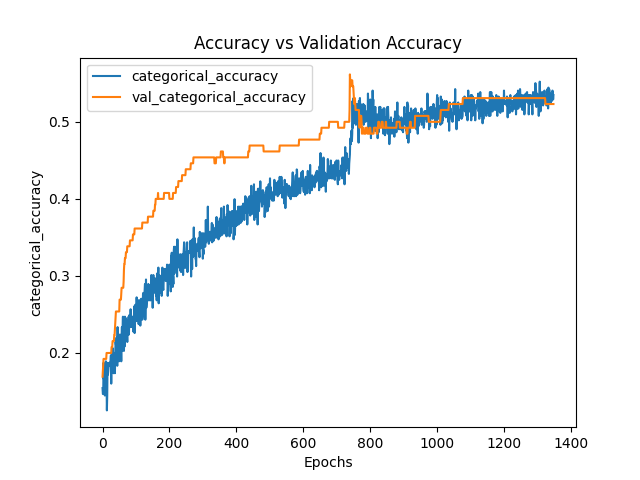 Accuracy vs Validation Accuracy
categorical_accuracy
val_categorical_accuracy
categorical_accuracy
0.5
0.4
0.3
0.2
0 200 400 600 800 1000 1200 1400
Epochs